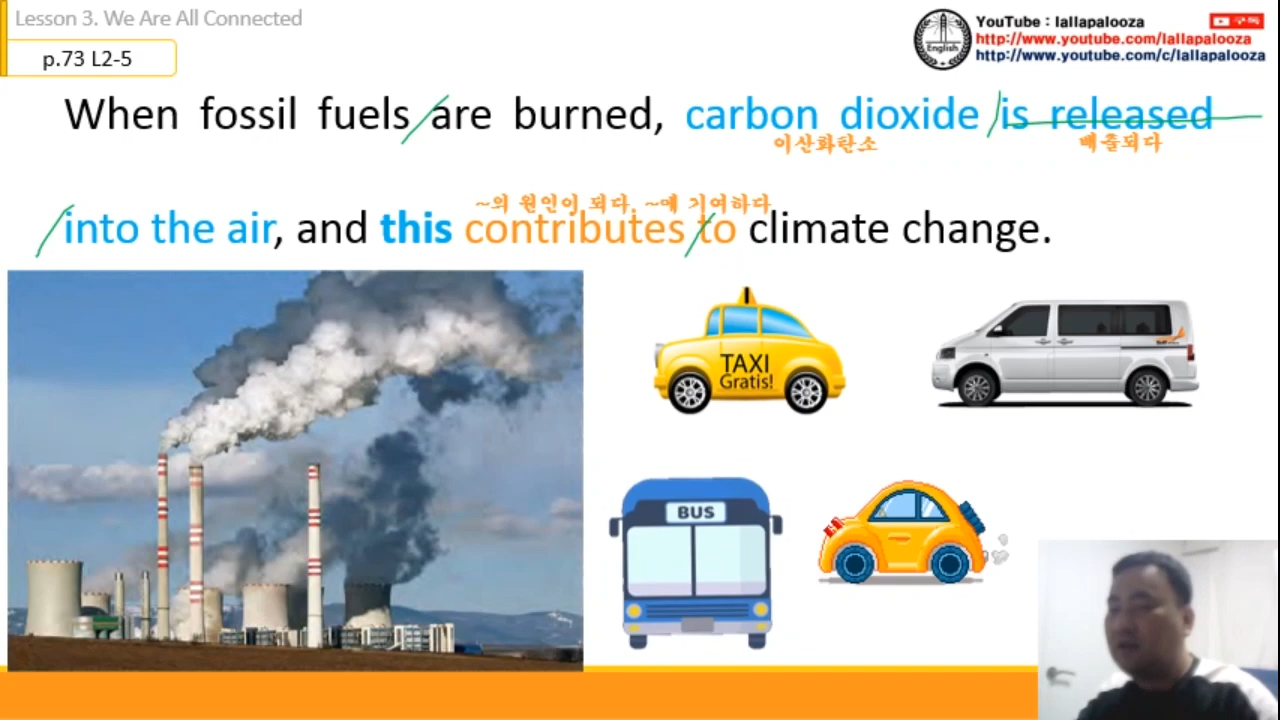 Lesson 3. We Are All Connected
YouTube : lallapalooza
구독
http://www.youtube.com/lallapalooza
http://www.youtube.com/c/lallapalooza
English
p.73 L2-5
When fossil fuels are burned, carbon dioxide is released
이산화탄소 배출되다
~의 원인이 되다, ~에 기여하다
into the air, and this contributes to climate change.
TAXI
Gratis!
BUS